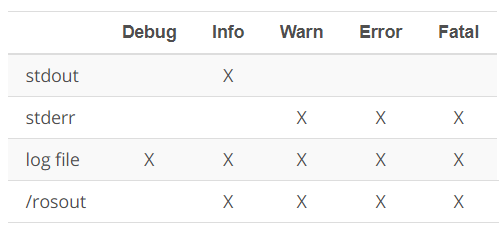 Debug Info Warn Error Fatal
stdout X
stderr X X X
log file X X X X X
/rosout X X X X